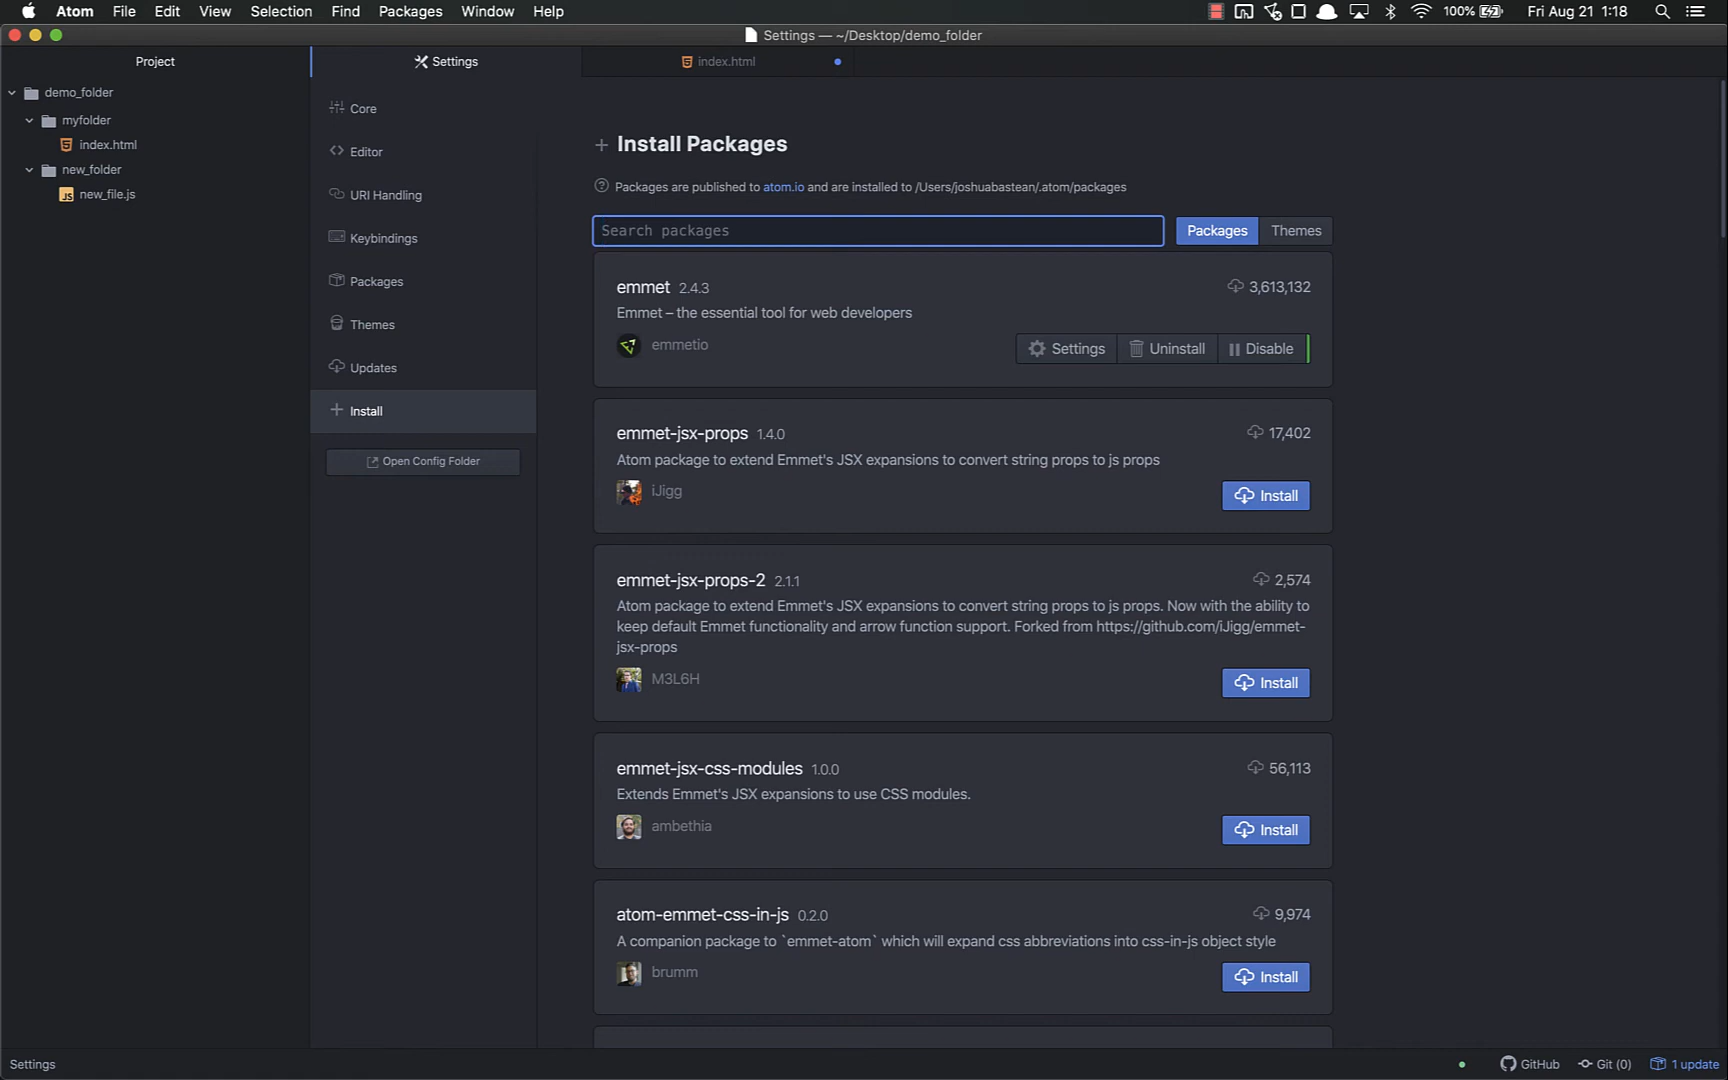 Atom File Edit View Selection Find Packages Window Help
100% Fri Aug 21 1:18
Settings — ~/Desktop/demo_folder
Project
Settings
index.html
demo_folder
myfolder
index.html
new_folder
new_file.js
Core
Editor
URI Handling
Keybindings
Packages
Themes
Updates
Install
Open Config Folder
Install Packages
Packages are published to atom.io and are installed to /Users/joshuabastean/.atom/packages
Search packages
Packages Themes
emmet 2.4.3 3,613,132
Emmet – the essential tool for web developers
emmetio
Settings Uninstall Disable
emmet-jsx-props 1.4.0 17,402
Atom package to extend Emmet's JSX expansions to convert string props to js props
iJigg
Install
emmet-jsx-props-2 2.1.1 2,574
Atom package to extend Emmet's JSX expansions to convert string props to js props. Now with the ability to
keep default Emmet functionality and arrow function support. Forked from https://github.com/iJigg/emmet-
jsx-props
M3L6H
Install
emmet-jsx-css-modules 1.0.0 56,113
Extends Emmet's JSX expansions to use CSS modules.
ambethia
Install
atom-emmet-css-in-js 0.2.0 9,974
A companion package to `emmet-atom` which will expand css abbreviations into css-in-js object style
brumm
Install
Settings
GitHub Git (0) 1 update